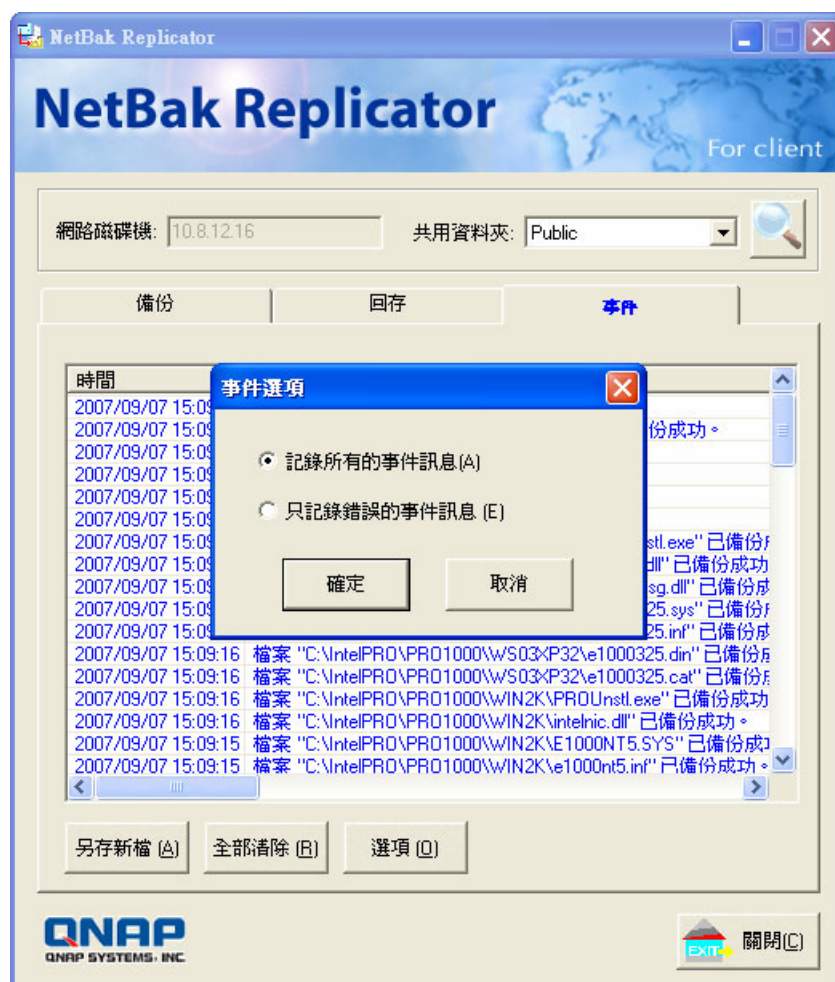 NetBak Replicator
NetBak Replicator
For client
網路磁碟機: 10.8.12.16 共用資料夾: Public
備份 回存 事件
時間
事件選項
2007/09/07 15:09
2007/09/07 15:09 份成功。
2007/09/07 15:09
記錄所有的事件訊息(A)
2007/09/07 15:09
2007/09/07 15:09
只記錄錯誤的事件訊息 (E)
2007/09/07 15:09
2007/09/07 15:09 stl.exe" 已備份
2007/09/07 15:09 dll" 已備份成功
確定 取消
2007/09/07 15:09 sg.dll" 已備份成
2007/09/07 15:09 25.sys" 已備份
2007/09/07 15:09 25.inf" 已備份成
2007/09/07 15:09:16 檔案 "C:\IntelPRO\PRO1000\WS03XP32\e1000325.din" 已備份
2007/09/07 15:09:16 檔案 "C:\IntelPRO\PRO1000\WS03XP32\e1000325.cat" 已備份
2007/09/07 15:09:16 檔案 "C:\IntelPRO\PRO1000\WIN2K\PROUnstl.exe" 已備份成功
2007/09/07 15:09:16 檔案 "C:\IntelPRO\PRO1000\WIN2K\intelnic.dll" 已備份成功。
2007/09/07 15:09:15 檔案 "C:\IntelPRO\PRO1000\WIN2K\E1000NT5.SYS" 已備份成
2007/09/07 15:09:15 檔案 "C:\IntelPRO\PRO1000\WIN2K\e1000nt5.inf" 已備份成功。
另存新檔 (A) 全部清除 (R) 選項 (O)
QNAP
QNAP SYSTEMS, INC.
EXIT 關閉(C)